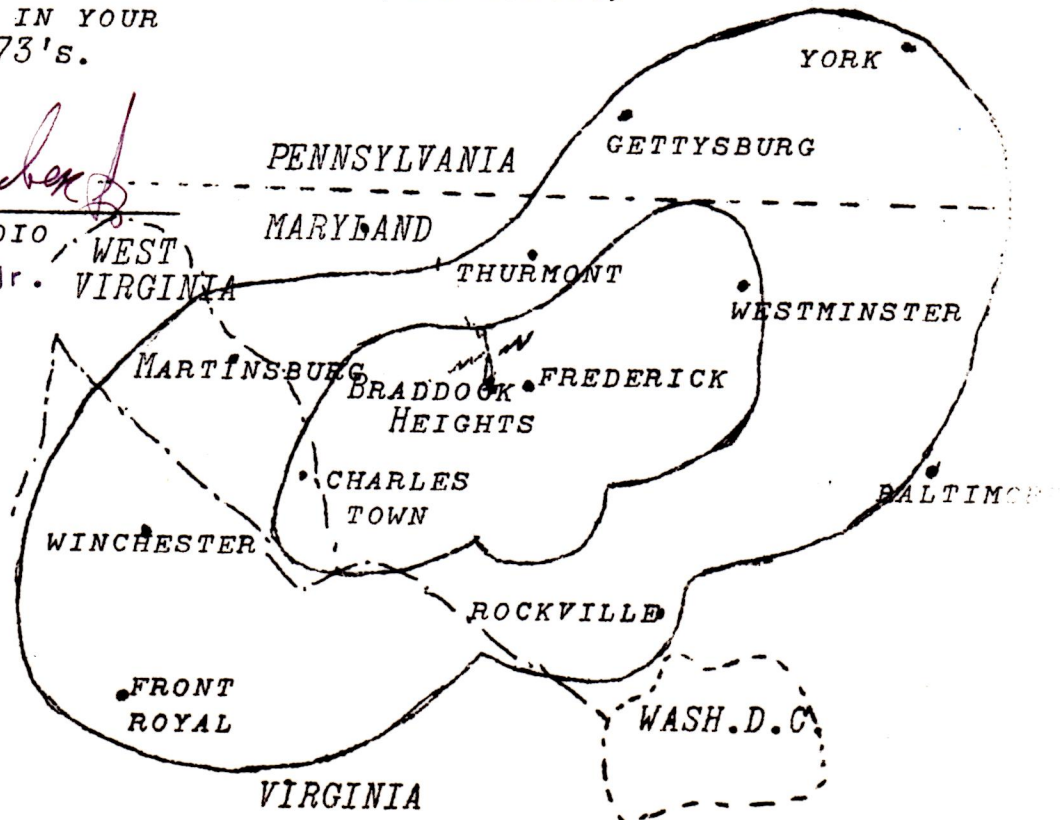 IN YOUR
73's.
YORK
GETTYSBURG
PENNSYLVANIA
MARYLAND
WEST
VIRGINIA
THURMONT
WESTMINSTER
MARTINSBURG
BRADDOCK
HEIGHTS
FREDERICK
CHARLES
TOWN
WINCHESTER
ROCKVILLE
FRONT
ROYAL
WASH.D.C.
VIRGINIA